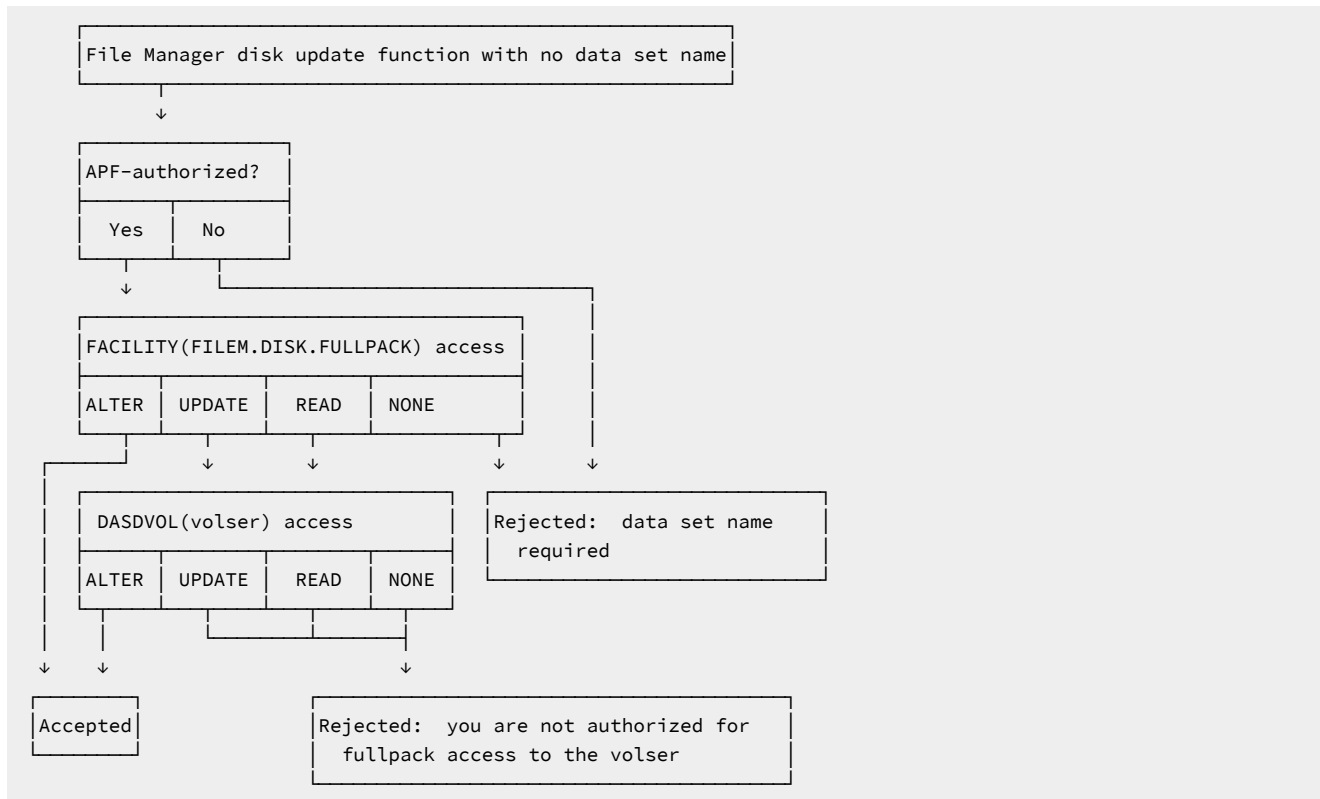 File Manager disk update function with no data set name
APF-authorized?
Yes No
FACILITY(FILEM.DISK.FULLPACK) access
ALTER UPDATE READ NONE
DASDVOL(volser) access
ALTER UPDATE READ NONE
Rejected: data set name
required
Accepted
Rejected: you are not authorized for
fullpack access to the volser